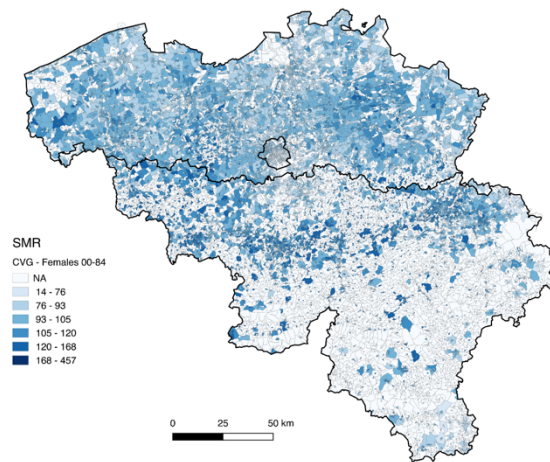 SMR
CVG - Females 00-84
NA
14 - 76
76 - 93
93 - 105
105 - 120
120 - 168
168 - 457
0 25 50 km